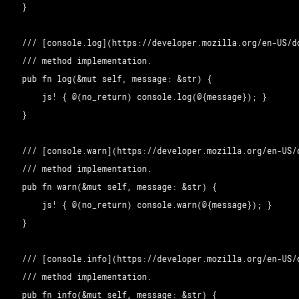 }
/// [console.log](https://developer.mozilla.org/en-US/
/// method implementation.
pub fn log(&mut self, message: &str) {
js! { @(no_return) console.log(@{message}); }
}
/// [console.warn](https://developer.mozilla.org/en-US/
/// method implementation.
pub fn warn(&mut self, message: &str) {
js! { @(no_return) console.warn(@{message}); }
}
/// [console.info](https://developer.mozilla.org/en-US/
/// method implementation.
pub fn info(&mut self, message: &str) {